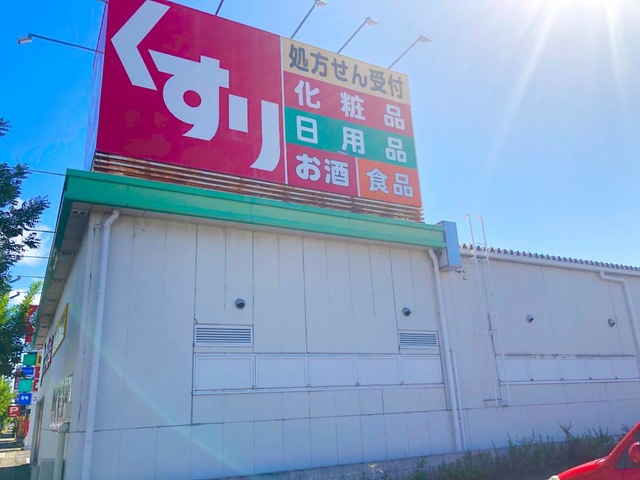 くすり
処方せん受付
化粧品
日用品
お酒 食品